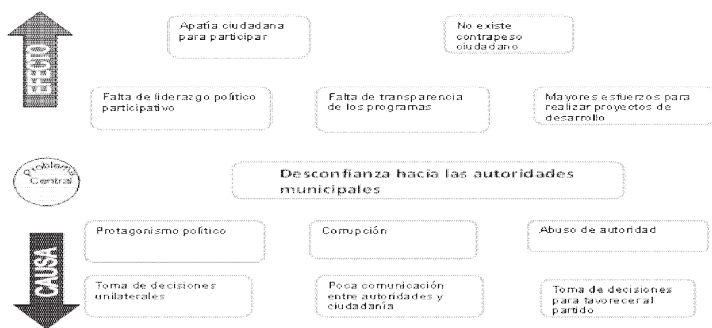 EFECTO
Apatía ciudadana
para participar
No existe
contrapeso
ciudadano
Falta de liderazgo político
participativo
Falta de transparencia
de los programas
Mayores esfuerzos para
realizar proyectos de
desarrollo
Problema
Central
Desconfianza hacia las autoridades
municipales
CAUSA
Protagonismo político
Corrupción
Abuso de autoridad
Toma de decisiones
unilaterales
Poca comunicación
entre autoridades y
ciudadanía
Toma de decisiones
para favorecer al
partido